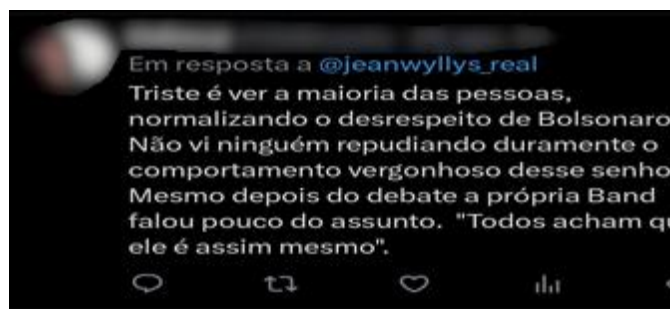 Em resposta a @jeanwyllys_real
Triste é ver a maioria das pessoas,
normalizando o desrespeito de Bolsonaro
Não vi ninguém repudiando duramente o
comportamento vergonhoso desse senho
Mesmo depois do debate a própria Band
falou pouco do assunto. "Todos acham qu
ele é assim mesmo".